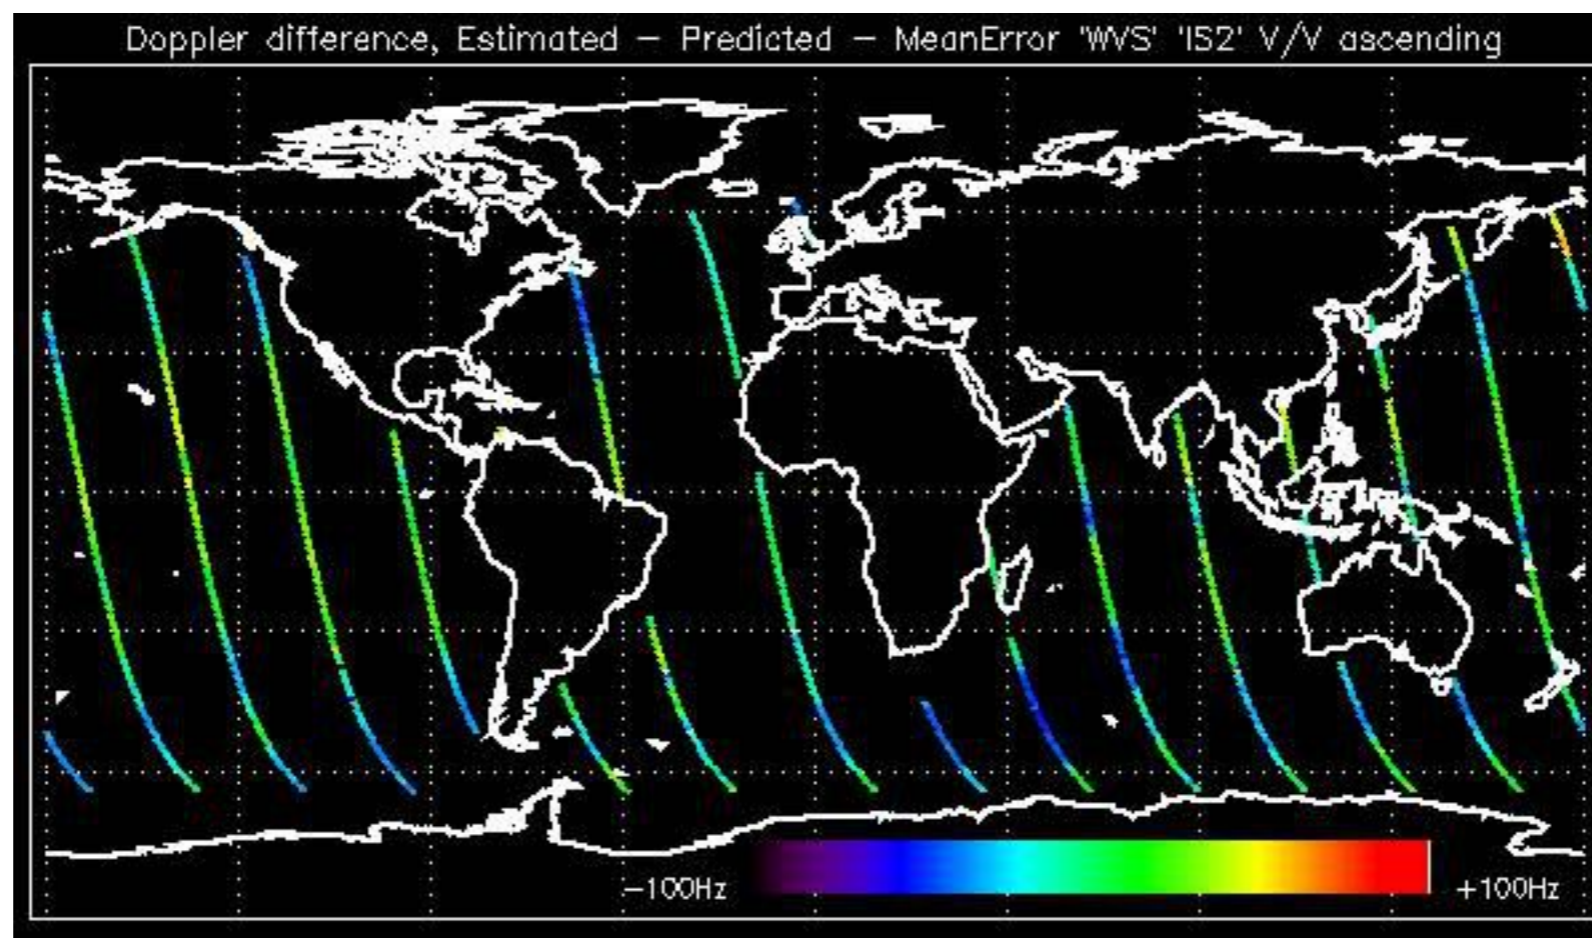 Doppler difference, Estimated – Predicted – MeanError 'WVS' 'IS2' V/V ascending
−100Hz +100Hz